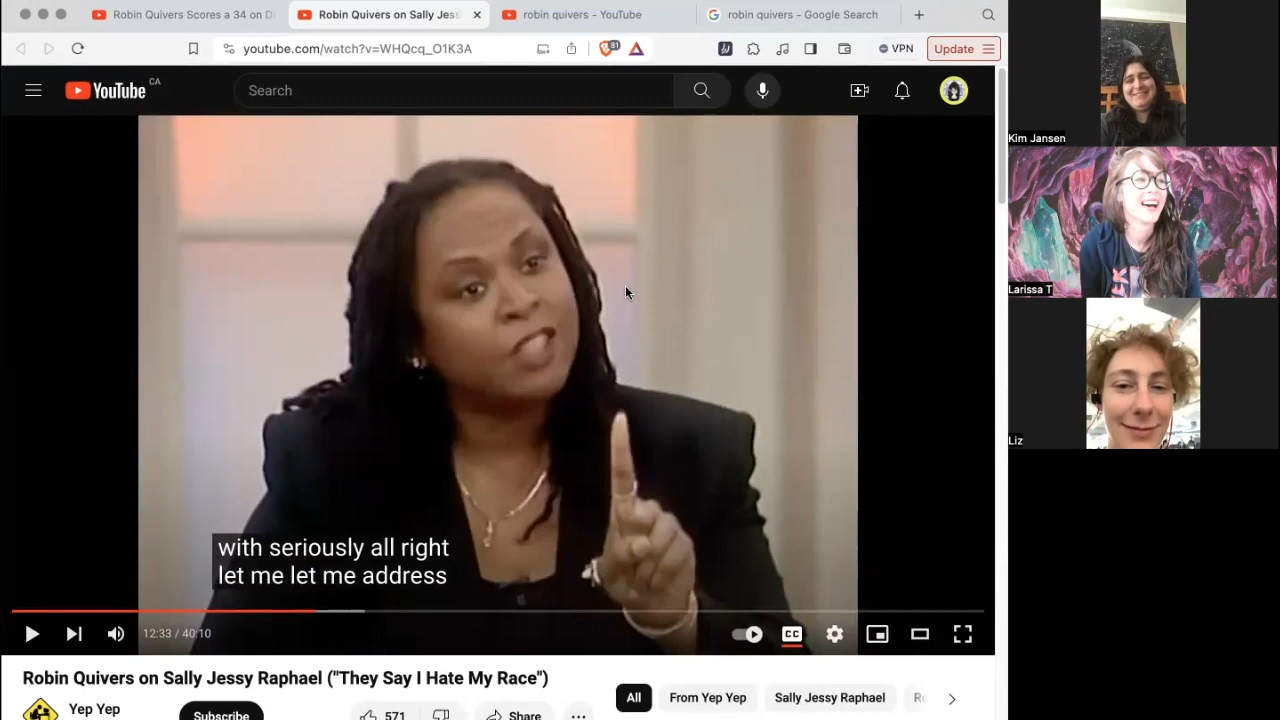 Robin Quivers Scores a 34 on Di
Robin Quivers on Sally Jess
robin quivers - YouTube
robin quivers - Google Search
youtube.com/watch?v=WHQcq_O1K3A
81
VPN
Update
YouTube CA
Search
Kim Jansen
Larissa T
Liz
with seriously all right
let me let me address
12:33 / 40:10
CC
Robin Quivers on Sally Jessy Raphael ("They Say I Hate My Race")
All
From Yep Yep
Sally Jessy Raphael
Yep Yep
Subscribe
571
Share